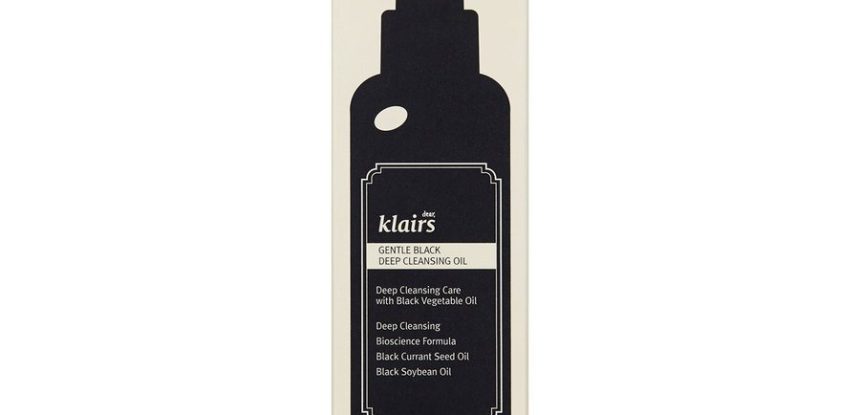 dear,
klairs
GENTLE BLACK
DEEP CLEANSING OIL
Deep Cleansing Care
with Black Vegetable Oil
Deep Cleansing
Bioscience Formula
Black Currant Seed Oil
Black Soybean Oil